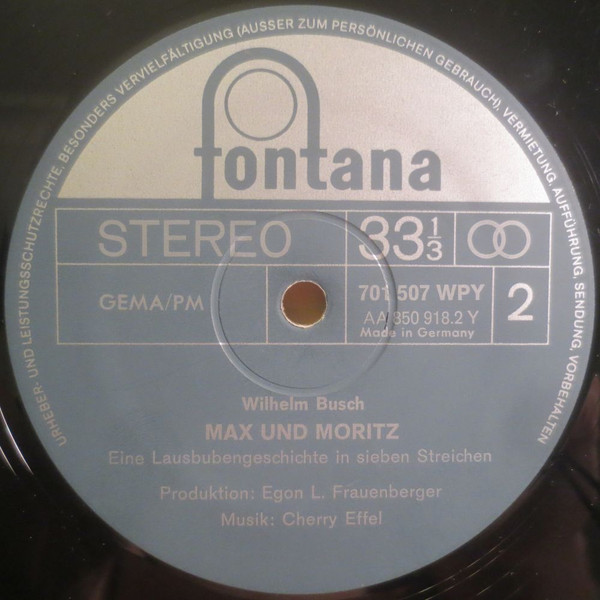 URHEBER- UND LEISTUNGSSCHUTZRECHTE, BESONDERS VERVIELFÄLTIGUNG (AUSSER ZUM PERSÖNLICHEN GEBRAUCH), VERMIETUNG, AUFFÜHRUNG, SENDUNG, VORBEHALTEN
fontana
STEREO 33 1/3
GEMA/PM 701 507 WPY 2
AA 850 918.2 Y
Made in Germany
Wilhelm Busch
MAX UND MORITZ
Eine Lausbubengeschichte in sieben Streichen
Produktion: Egon L. Frauenberger
Musik: Cherry Effel